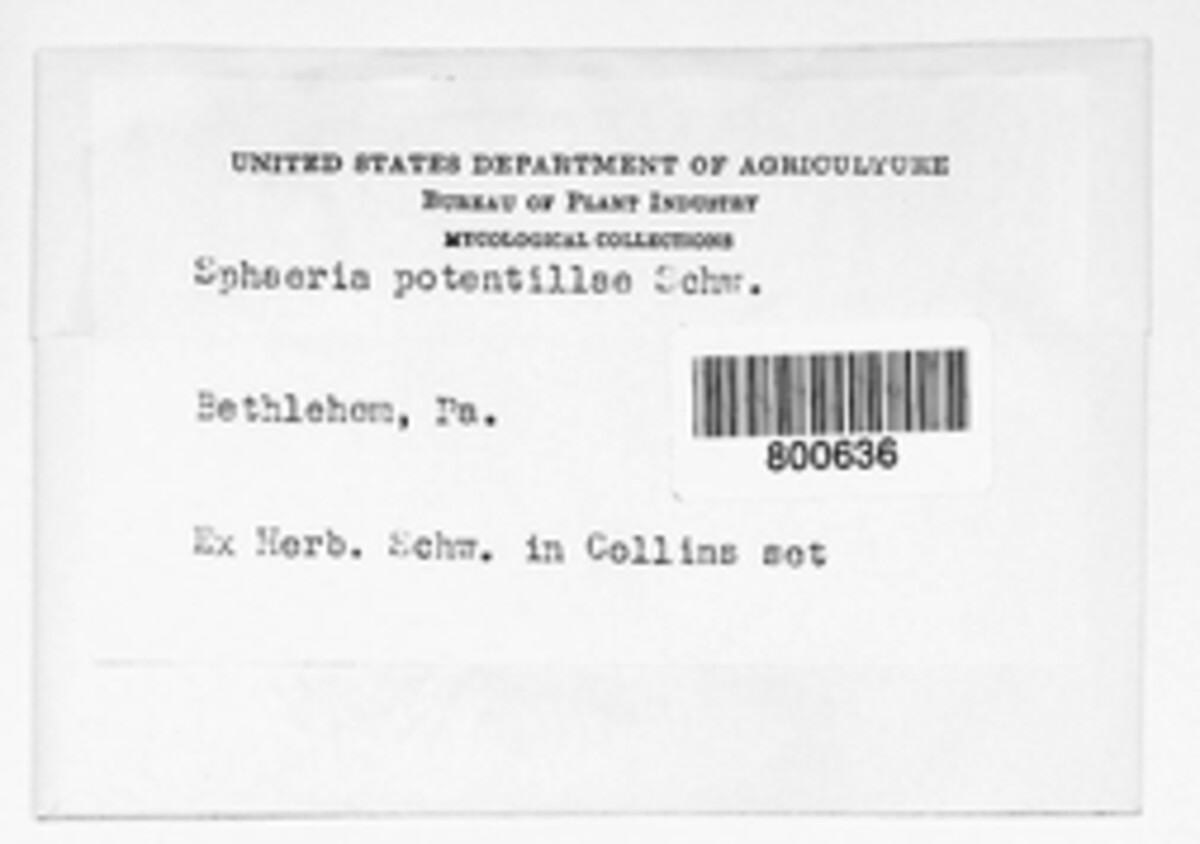 UNITED STATES DEPARTMENT OF AGRICULTURE
BUREAU OF PLANT INDUSTRY
MYCOLOGICAL COLLECTIONS
Sphaeria potentillae Schw.
Bethlehem, Pa.
800636
Ex Herb. Schw. in Collins set